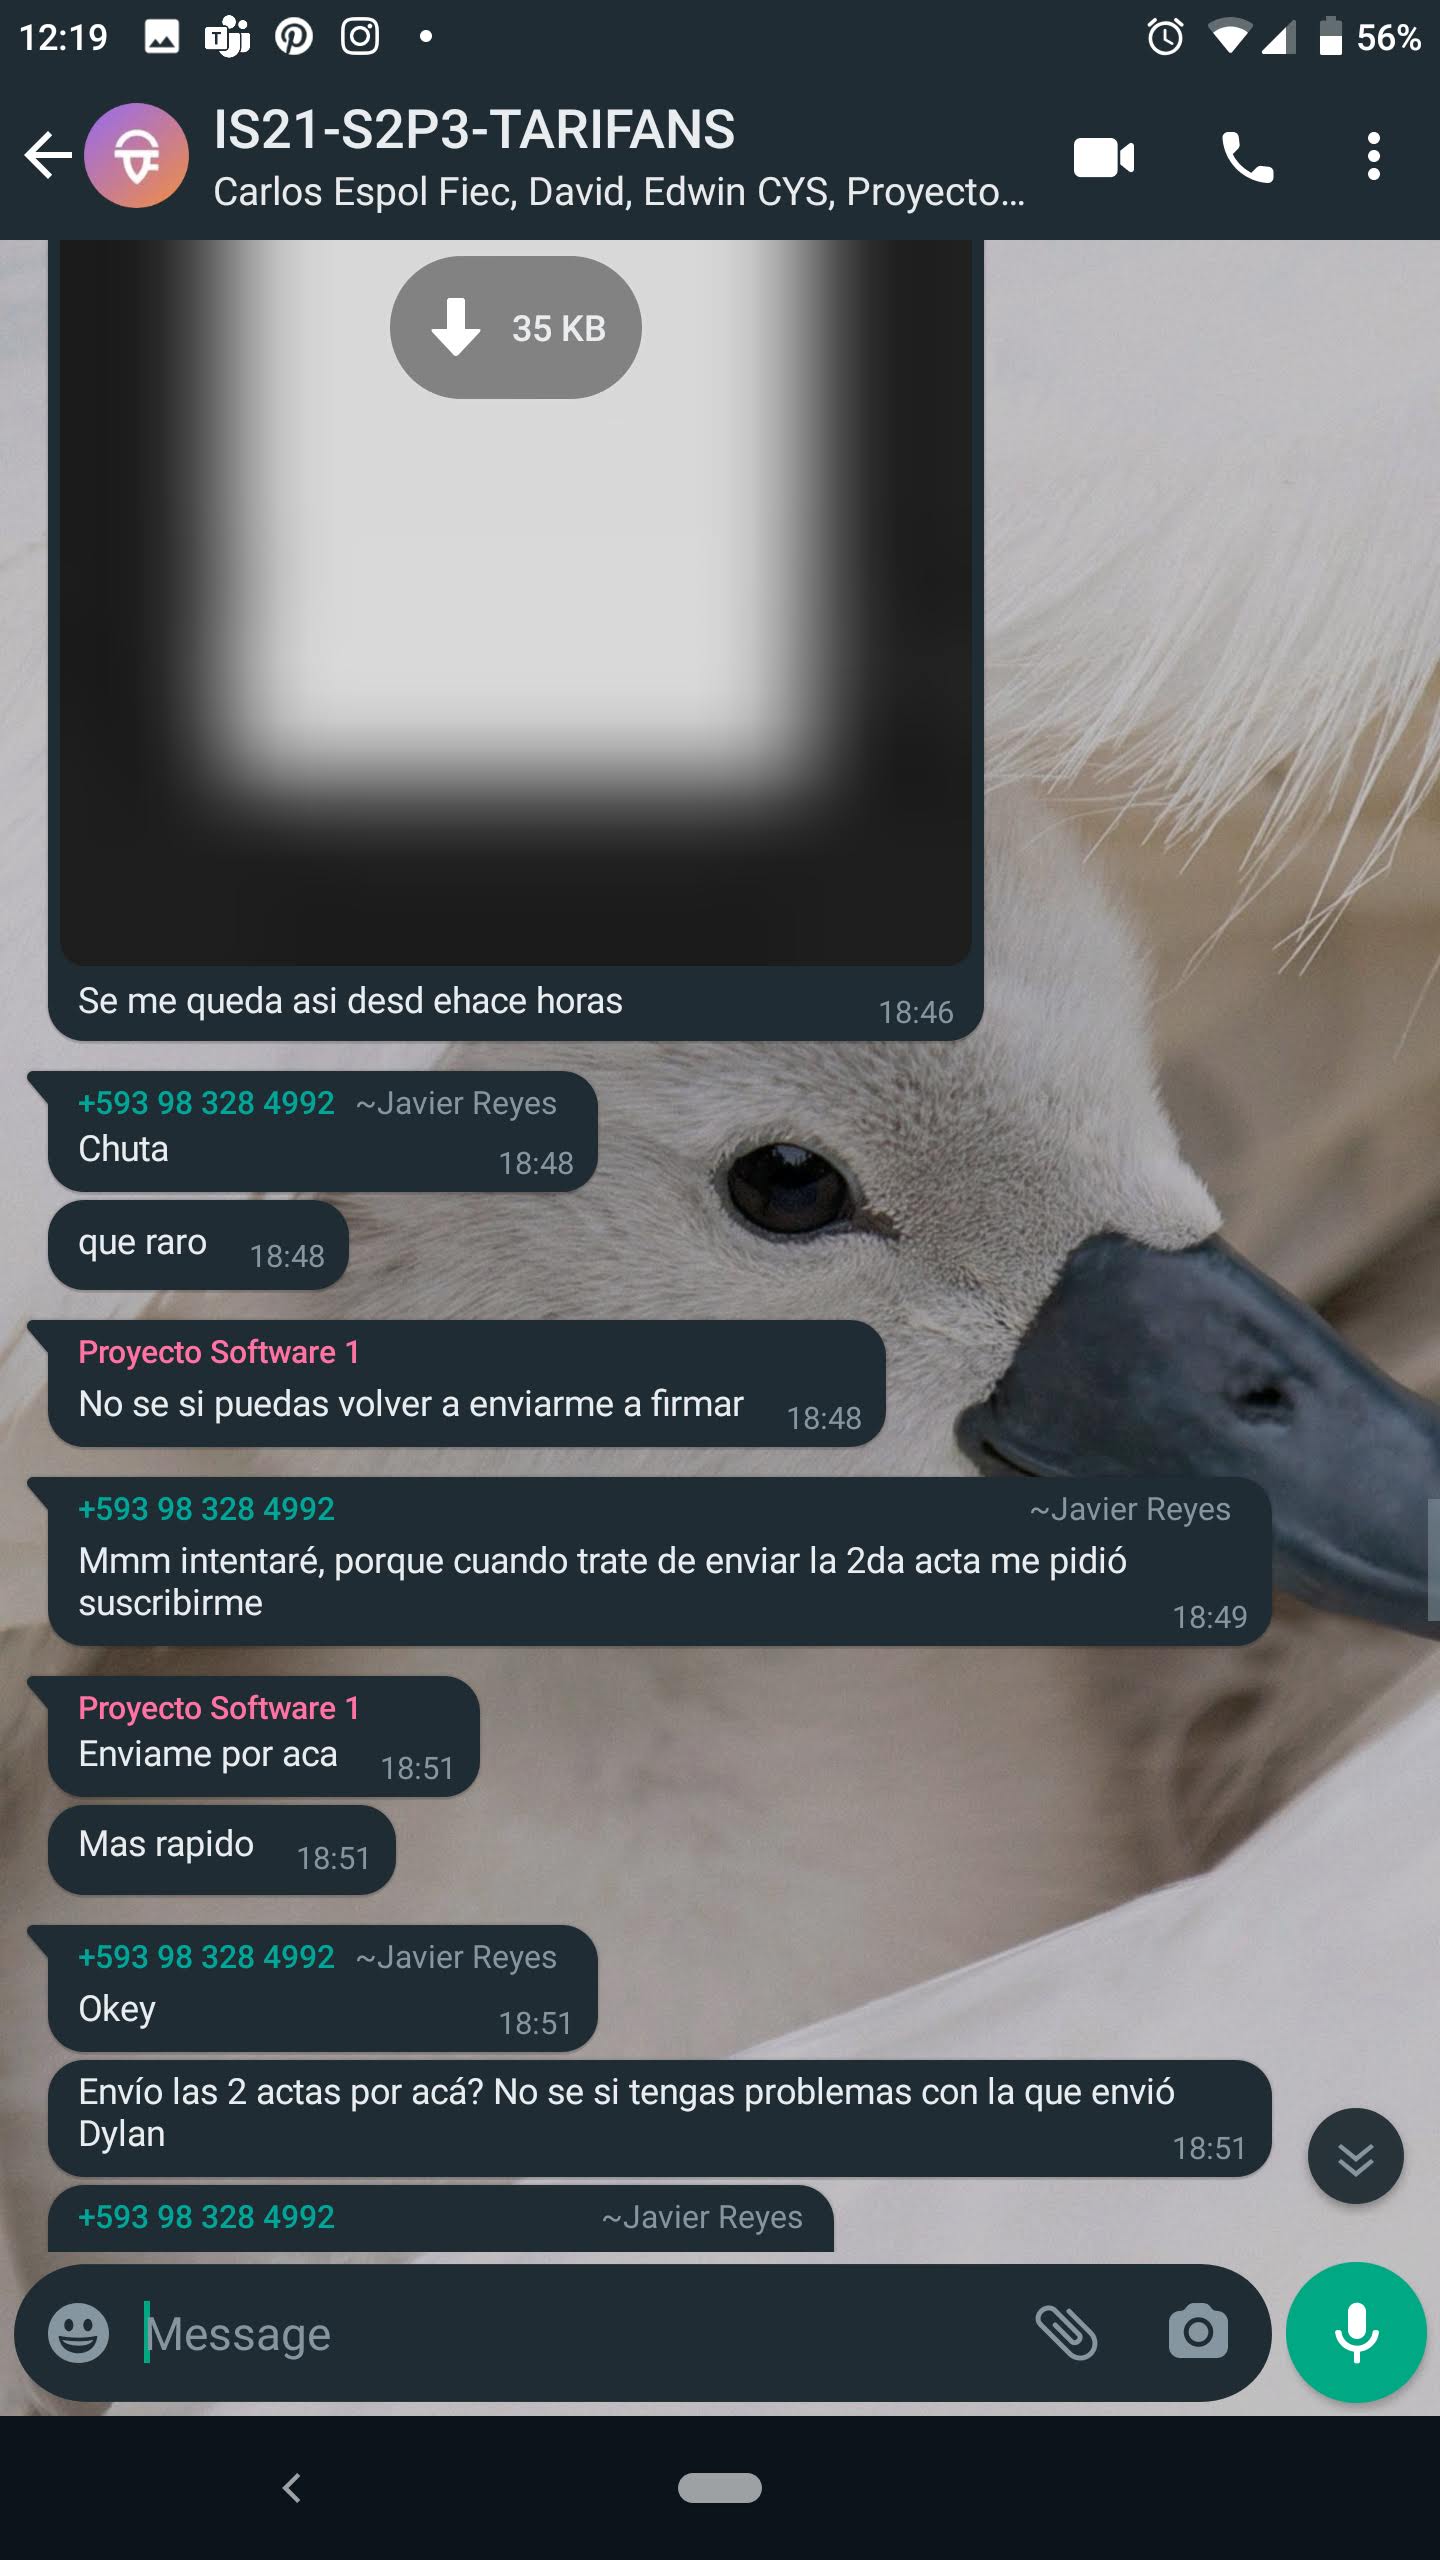 12:19
56%
IS21-S2P3-TARIFANS
Carlos Espol Fiec, David, Edwin CYS, Proyecto...
35 KB
Se me queda asi desd ehace horas
18:46
+593 98 328 4992 ~Javier Reyes
Chuta
18:48
que raro
18:48
Proyecto Software 1
No se si puedas volver a enviarme a firmar
18:48
+593 98 328 4992 ~Javier Reyes
Mmm intentaré, porque cuando trate de enviar la 2da acta me pidió
suscribirme
18:49
Proyecto Software 1
Enviame por aca
18:51
Mas rapido
18:51
+593 98 328 4992 ~Javier Reyes
Okey
18:51
Envío las 2 actas por acá? No se si tengas problemas con la que envió
Dylan
18:51
+593 98 328 4992 ~Javier Reyes
Message